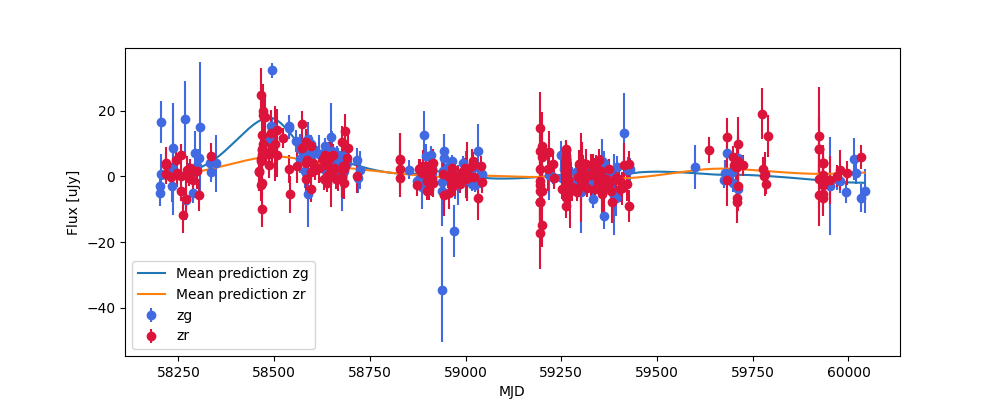 20
0
−20
−40
Flux [uJy]
Mean prediction zg
Mean prediction zr
zg
zr
58250 58500 58750 59000 59250 59500 59750 60000
MJD